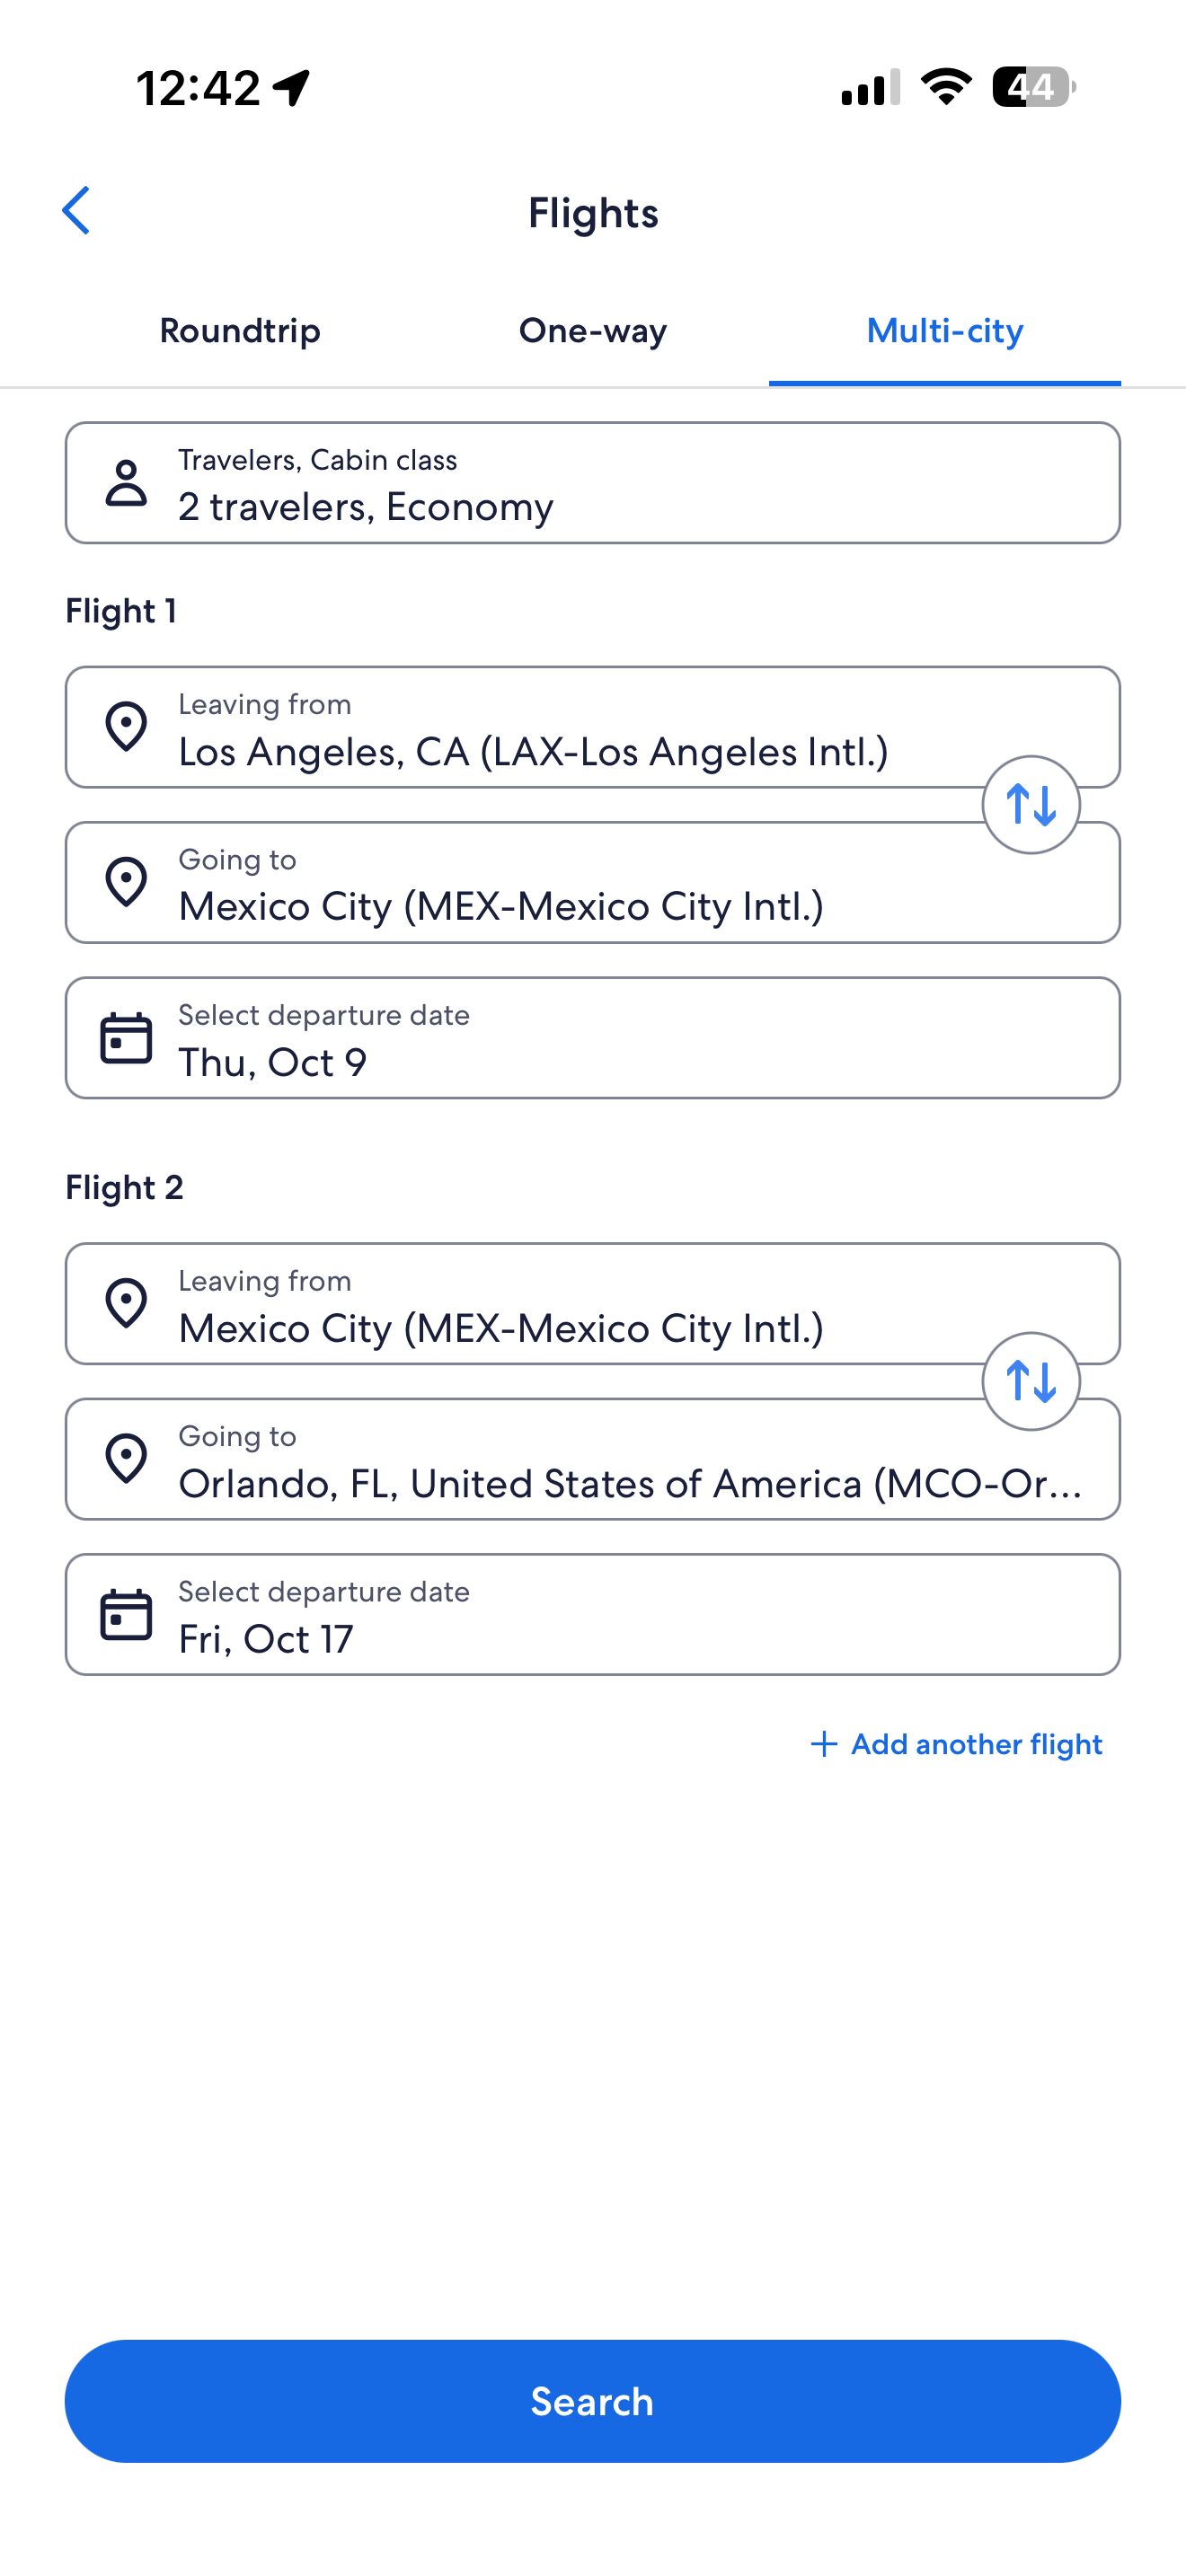 12:42
44
Flights
Roundtrip
One-way
Multi-city
Travelers, Cabin class
2 travelers, Economy
Flight 1
Leaving from
Los Angeles, CA (LAX-Los Angeles Intl.)
Going to
Mexico City (MEX-Mexico City Intl.)
Select departure date
Thu, Oct 9
Flight 2
Leaving from
Mexico City (MEX-Mexico City Intl.)
Going to
Orlando, FL, United States of America (MCO-Or...
Select departure date
Fri, Oct 17
+ Add another flight
Search